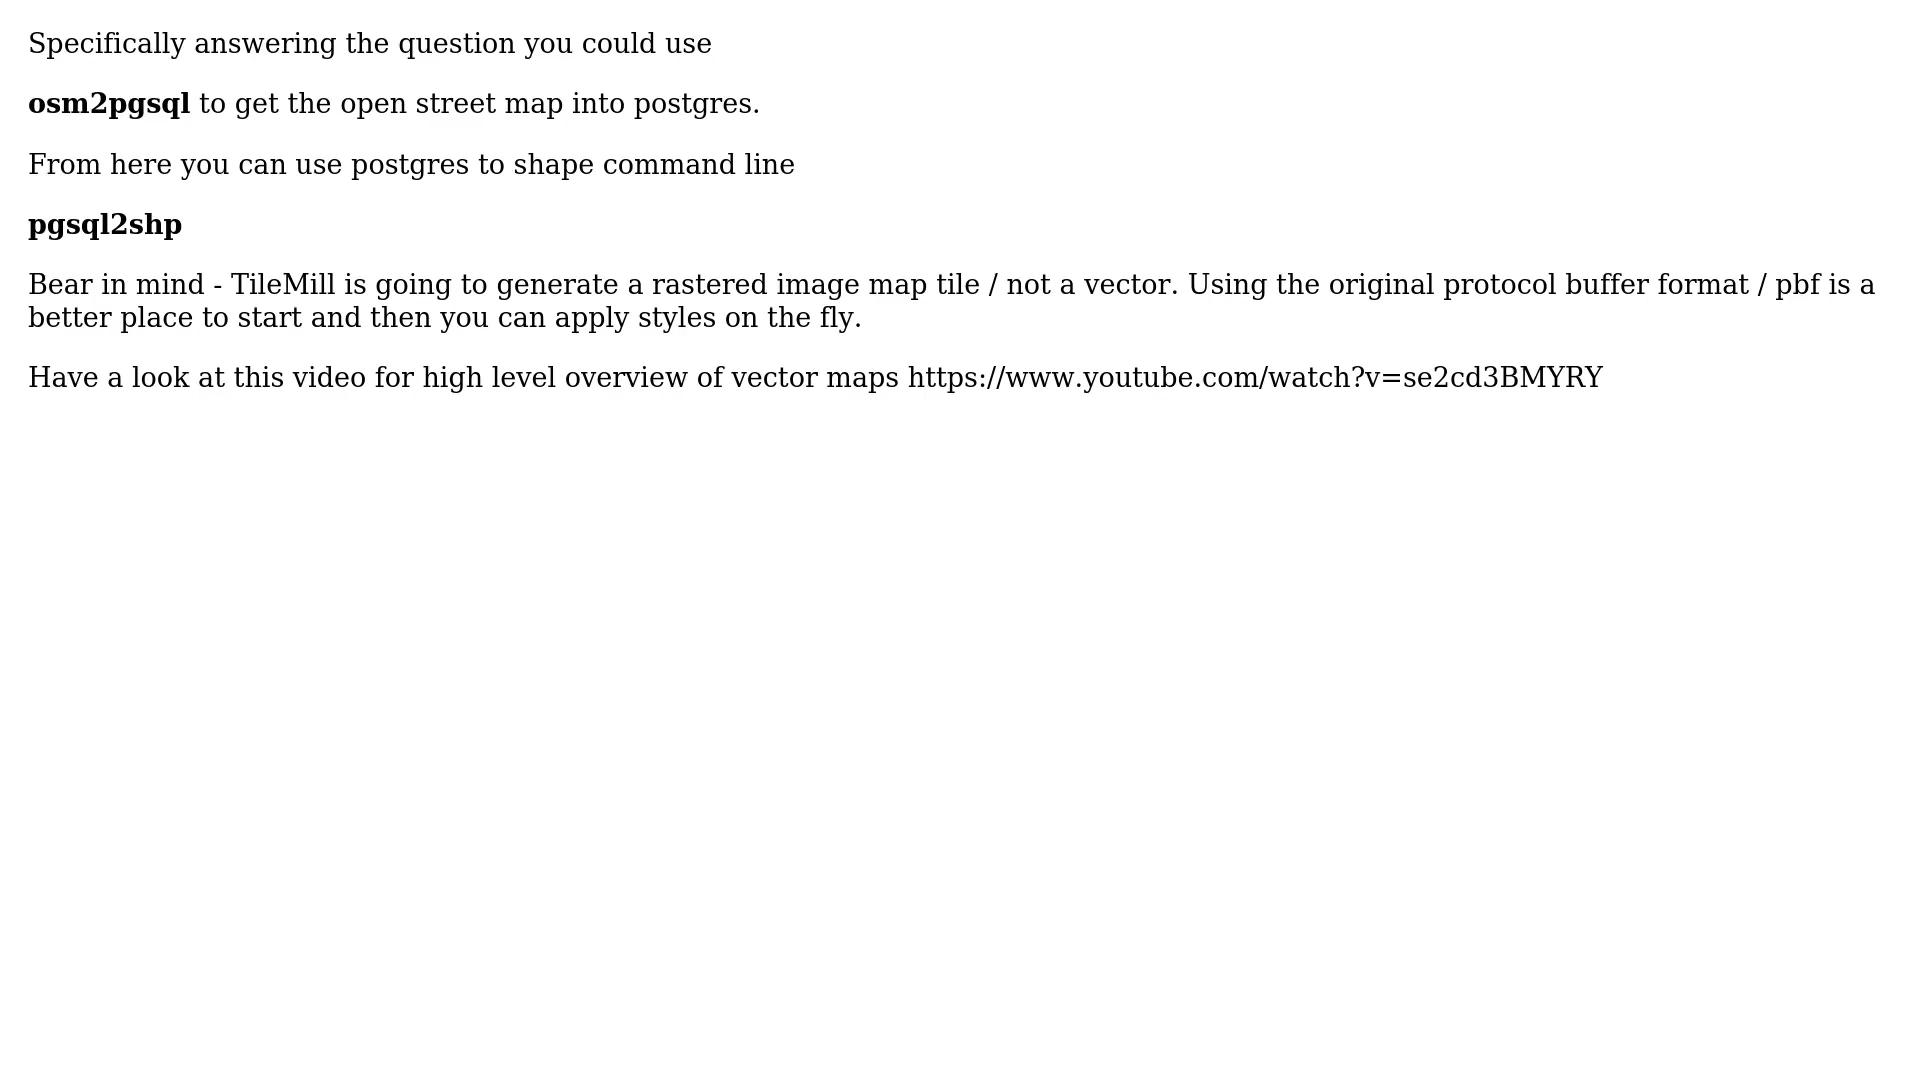 Specifically answering the question you could use
osm2pgsql to get the open street map into postgres.
From here you can use postgres to shape command line
pgsql2shp
Bear in mind - TileMill is going to generate a rastered image map tile / not a vector. Using the original protocol buffer format / pbf is a
better place to start and then you can apply styles on the fly.
Have a look at this video for high level overview of vector maps https://www.youtube.com/watch?v=se2cd3BMYRY